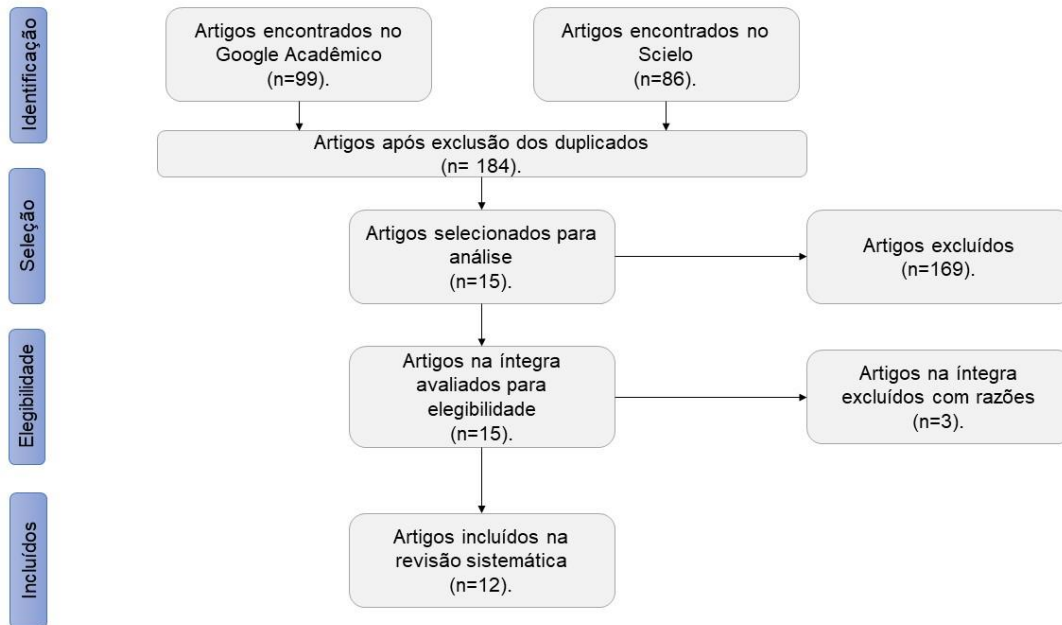 Identificação
Artigos encontrados no
Google Acadêmico
(n=99).
Artigos encontrados no
Scielo
(n=86).
Artigos após exclusão dos duplicados
(n= 184).
Seleção
Artigos selecionados para
análise
(n=15).
Artigos excluídos
(n=169).
Elegibilidade
Artigos na íntegra
avaliados para
elegibilidade
(n=15).
Artigos na íntegra
excluídos com razões
(n=3).
Incluídos
Artigos incluídos na
revisão sistemática
(n=12).